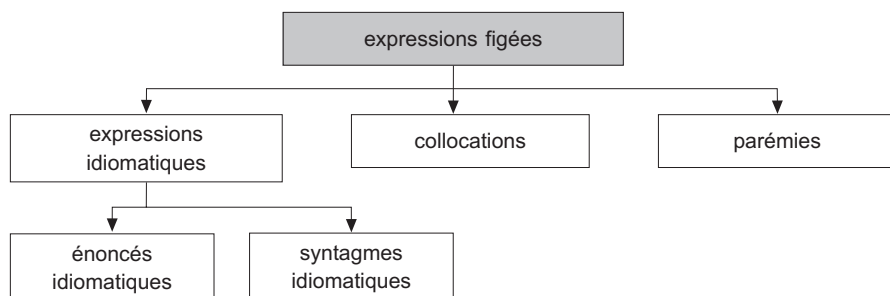 expressions figées
expressions
idiomatiques
collocations
parémies
énoncés
idiomatiques
syntagmes
idiomatiques